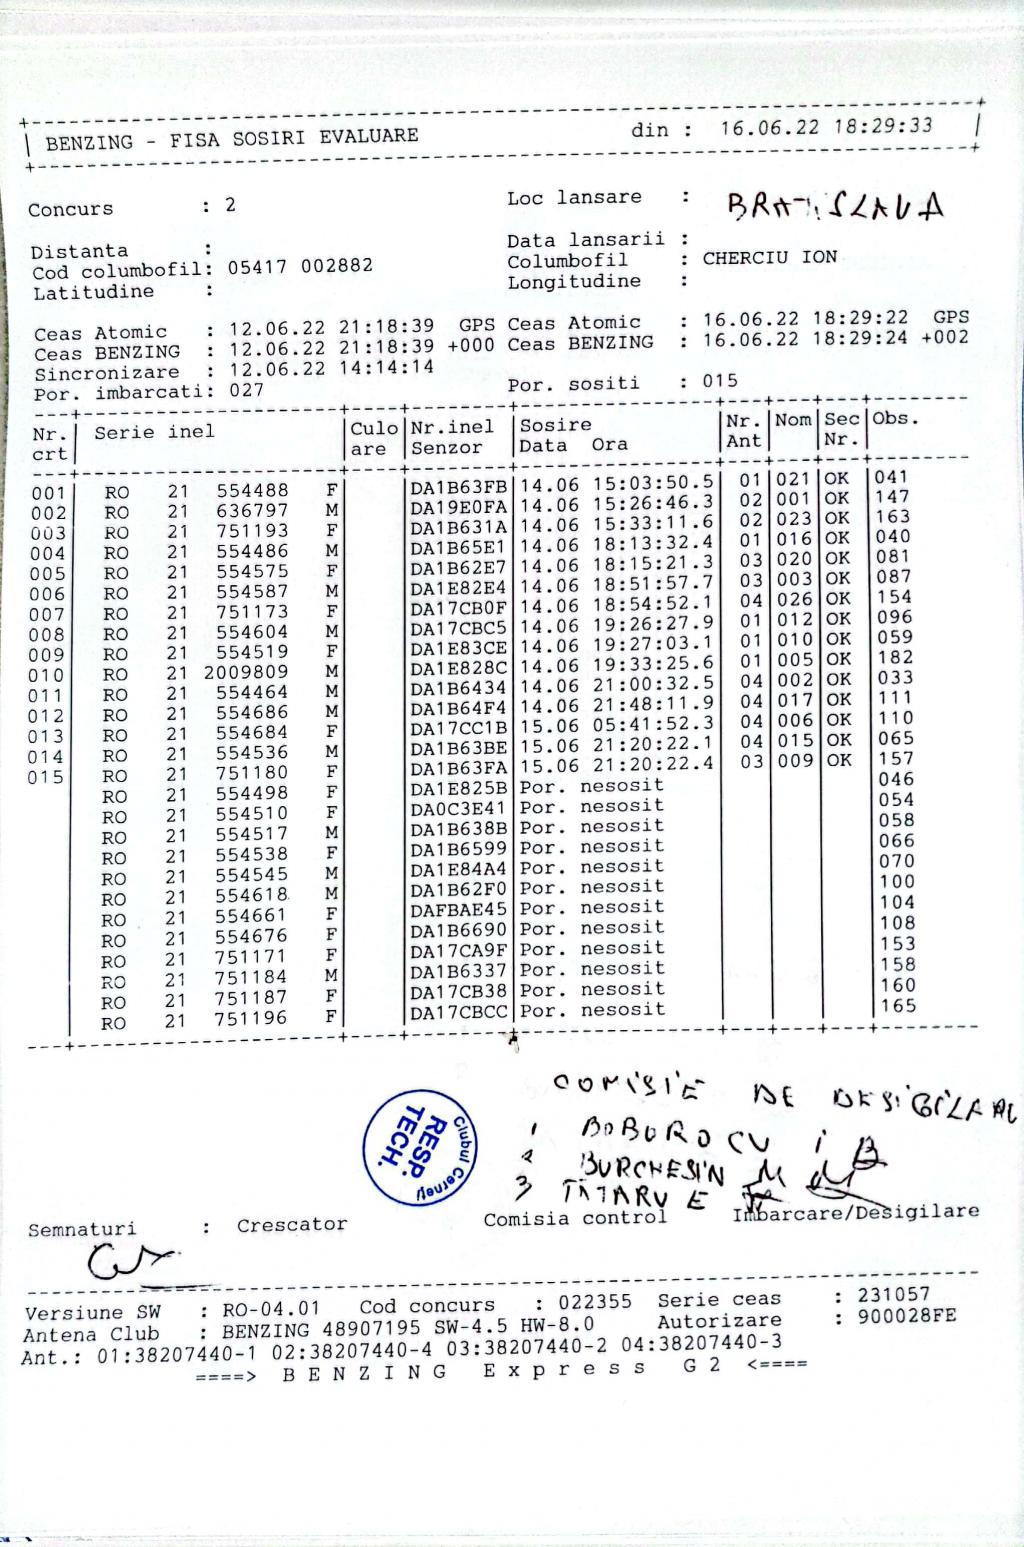 BENZING - FISA SOSIRI EVALUARE din : 16.06.22 18:29:33
Concurs : 2 Loc lansare : BRATISLAVA
Distanta : Data lansarii :
Cod columbofil: 05417 002882 Columbofil : CHERCIU ION
Latitudine : Longitudine :
Ceas Atomic : 12.06.22 21:18:39 GPS Ceas Atomic : 16.06.22 18:29:22 GPS
Ceas BENZING : 12.06.22 21:18:39 +000 Ceas BENZING : 16.06.22 18:29:24 +002
Sincronizare : 12.06.22 14:14:14
Por. imbarcati: 027 Por. sositi : 015
Nr. Serie inel Culo Nr.inel Sosire Nr. Nom Sec Obs.
crt are Senzor Data Ora Ant Nr.
001 RO 21 554488 F DA1B63FB 14.06 15:03:50.5 01 021 OK 041
002 RO 21 636797 M DA19E0FA 14.06 15:26:46.3 02 001 OK 147
003 RO 21 751193 F DA1B631A 14.06 15:33:11.6 02 023 OK 163
004 RO 21 554486 M DA1B65E1 14.06 18:13:32.4 01 016 OK 040
005 RO 21 554575 F DA1B62E7 14.06 18:15:21.3 03 020 OK 081
006 RO 21 554587 M DA1E82E4 14.06 18:51:57.7 03 003 OK 087
007 RO 21 751173 F DA17CB0F 14.06 18:54:52.1 04 026 OK 154
008 RO 21 554604 M DA17CBC5 14.06 19:26:27.9 01 012 OK 096
009 RO 21 554519 F DA1E83CE 14.06 19:27:03.1 01 010 OK 059
010 RO 21 2009809 M DA1E828C 14.06 19:33:25.6 01 005 OK 182
011 RO 21 554464 M DA1B6434 14.06 21:00:32.5 04 002 OK 033
012 RO 21 554686 M DA1B64F4 14.06 21:48:11.9 04 017 OK 111
013 RO 21 554684 F DA17CC1B 15.06 05:41:52.3 04 006 OK 110
014 RO 21 554536 M DA1B63BE 15.06 21:20:22.1 04 015 OK 065
015 RO 21 751180 F DA1B63FA 15.06 21:20:22.4 03 009 OK 157
RO 21 554498 F DA1E825B Por. nesosit 046
RO 21 554510 F DA0C3E41 Por. nesosit 054
RO 21 554517 M DA1B638B Por. nesosit 058
RO 21 554538 F DA1B6599 Por. nesosit 066
RO 21 554545 M DA1E84A4 Por. nesosit 070
RO 21 554618 M DA1B62F0 Por. nesosit 100
RO 21 554661 F DAFBAE45 Por. nesosit 104
RO 21 554676 F DA1B6690 Por. nesosit 108
RO 21 751171 F DA17CA9F Por. nesosit 153
RO 21 751184 M DA1B6337 Por. nesosit 158
RO 21 751187 F DA17CB38 Por. nesosit 160
RO 21 751196 F DA17CBCC Por. nesosit 165
COMISIE DE DESIGILARE
1 BOBOROCU I
2 BURCHESIN M
3 TATARU E
Clubul Cernești
RESP.
TECH.
Semnaturi : Crescator Comisia control Imbarcare/Desigilare
Versiune SW : RO-04.01 Cod concurs : 022355 Serie ceas : 231057
Antena Club : BENZING 48907195 SW-4.5 HW-8.0 Autorizare : 900028FE
Ant.: 01:38207440-1 02:38207440-4 03:38207440-2 04:38207440-3
====> B E N Z I N G E x p r e s s G 2 <====